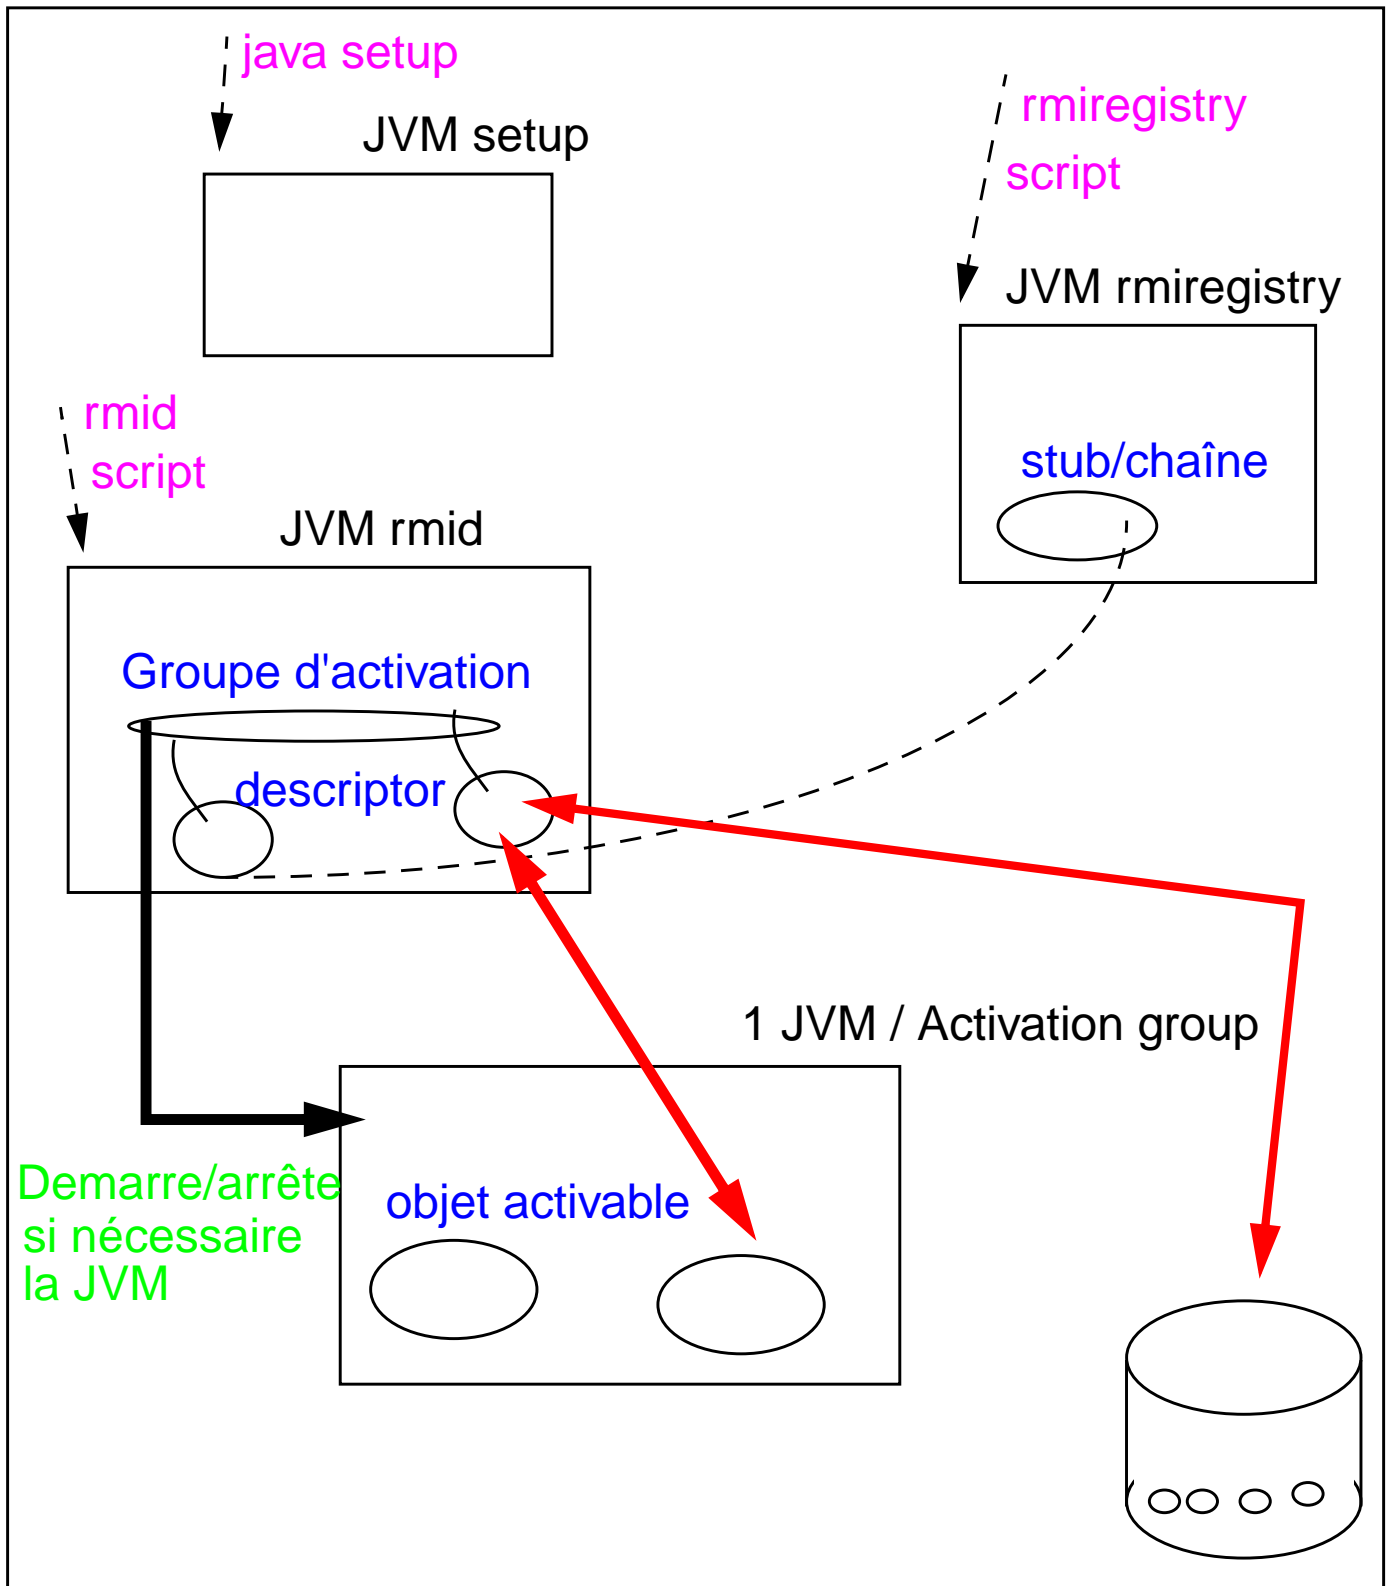 java setup
JVM setup
rmiregistry
script
JVM rmiregistry
rmid
script
stub/chaîne
JVM rmid
Groupe d'activation
descriptor
1 JVM / Activation group
Demarre/arrête
si nécessaire
la JVM
objet activable